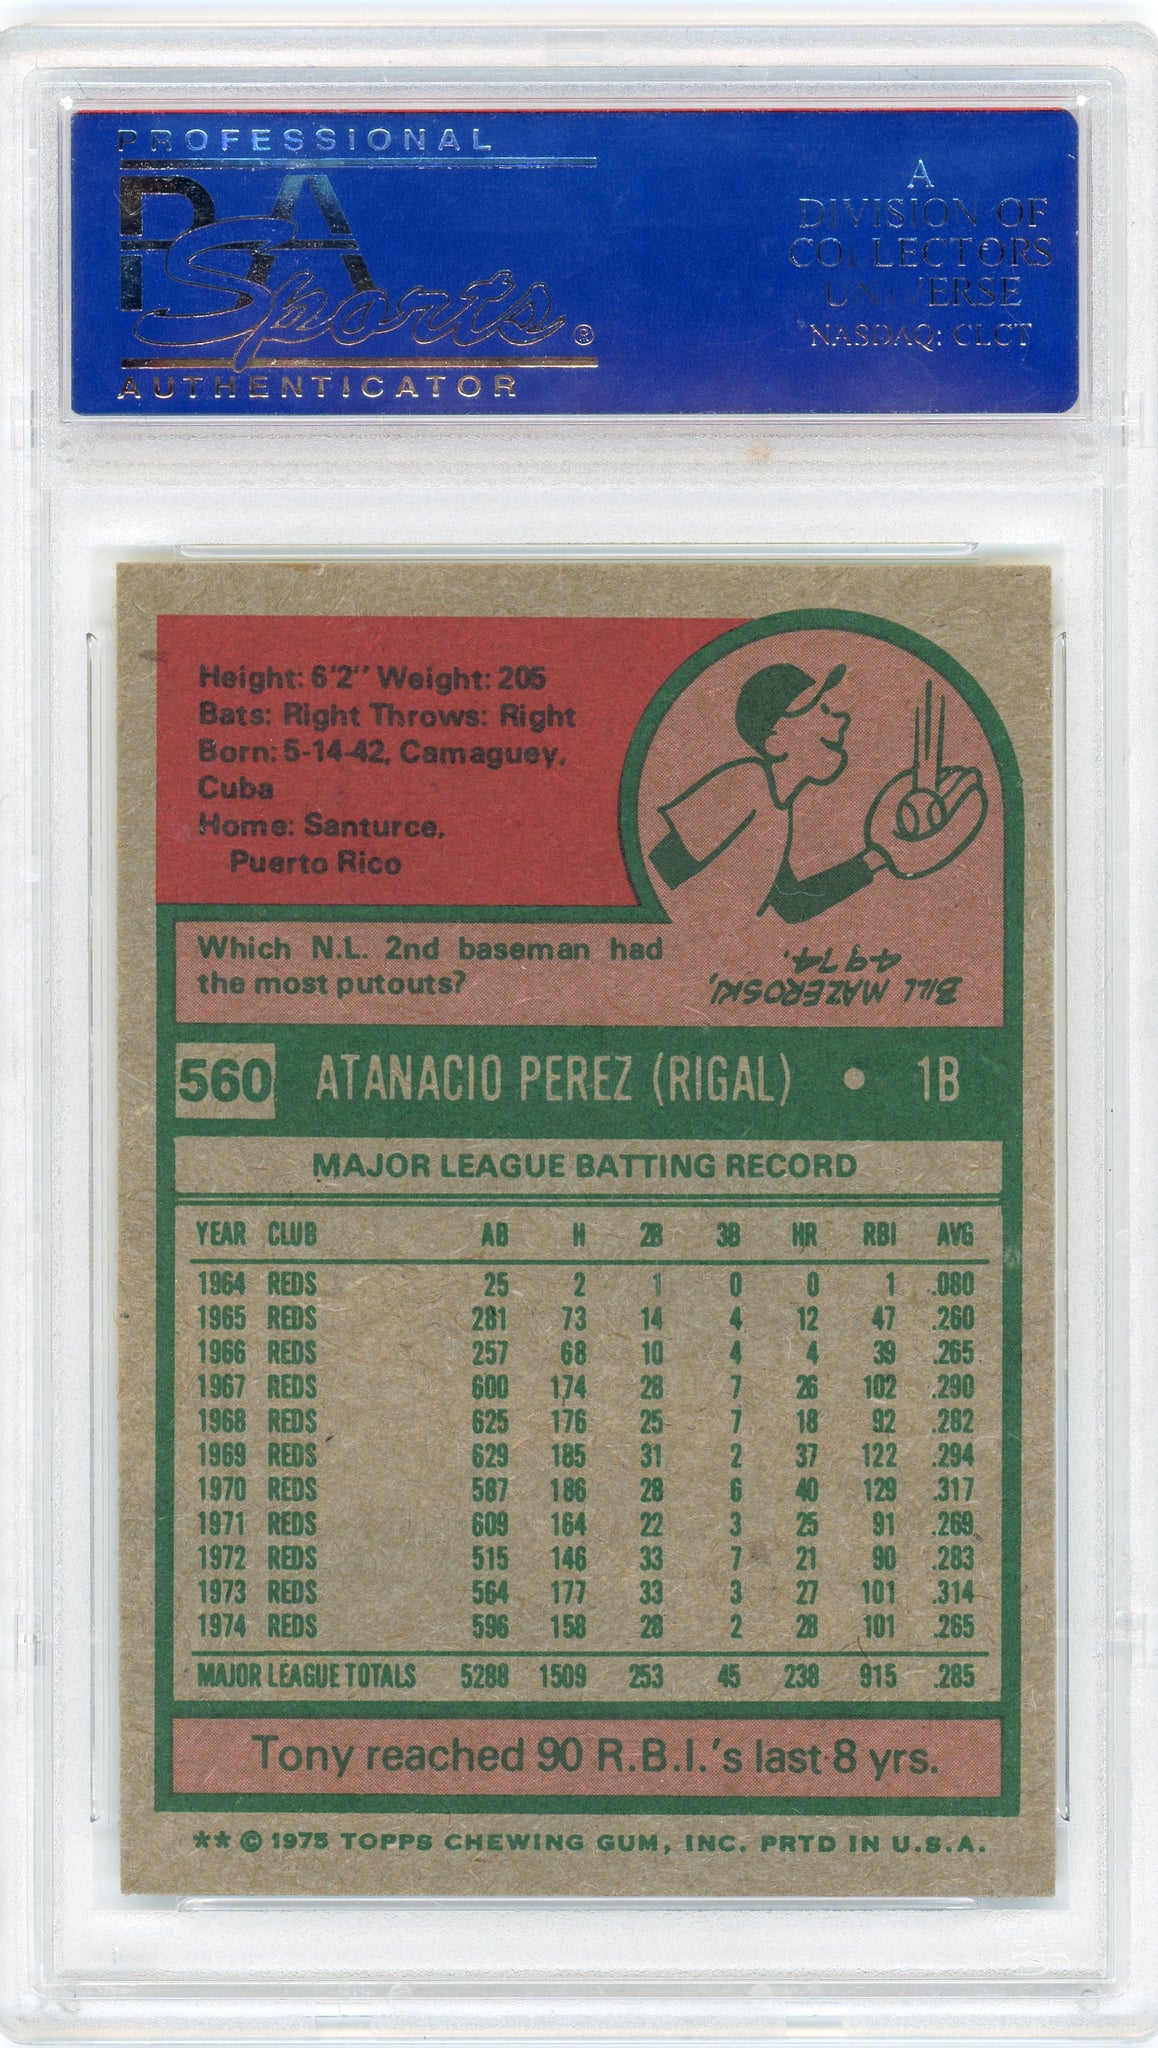 PROFESSIONAL
PSA
Sports®
AUTHENTICATOR
A
DIVISION OF
COLLECTORS
UNIVERSE
NASDAQ: CLCT
Height: 6'2" Weight: 205
Bats: Right Throws: Right
Born: 5-14-42, Camaguey,
Cuba
Home: Santurce,
Puerto Rico
Which N.L. 2nd baseman had
the most putouts?
BILL MAZEROSKI,
4974.
560 ATANACIO PEREZ (RIGAL) • 1B
MAJOR LEAGUE BATTING RECORD
YEAR CLUB AB H 2B 3B HR RBI AVG
1964 REDS 25 2 1 0 0 1 .080
1965 REDS 281 73 14 4 12 47 .260
1966 REDS 257 68 10 4 4 39 .265
1967 REDS 600 174 28 7 26 102 .290
1968 REDS 625 176 25 7 18 92 .282
1969 REDS 629 185 31 2 37 122 .294
1970 REDS 587 186 28 6 40 129 .317
1971 REDS 609 164 22 3 25 91 .269
1972 REDS 515 146 33 7 21 90 .283
1973 REDS 564 177 33 3 27 101 .314
1974 REDS 596 158 28 2 28 101 .265
MAJOR LEAGUE TOTALS 5288 1509 253 45 238 915 .285
Tony reached 90 R.B.I.'s last 8 yrs.
** © 1975 TOPPS CHEWING GUM, INC. PRTD IN U.S.A.